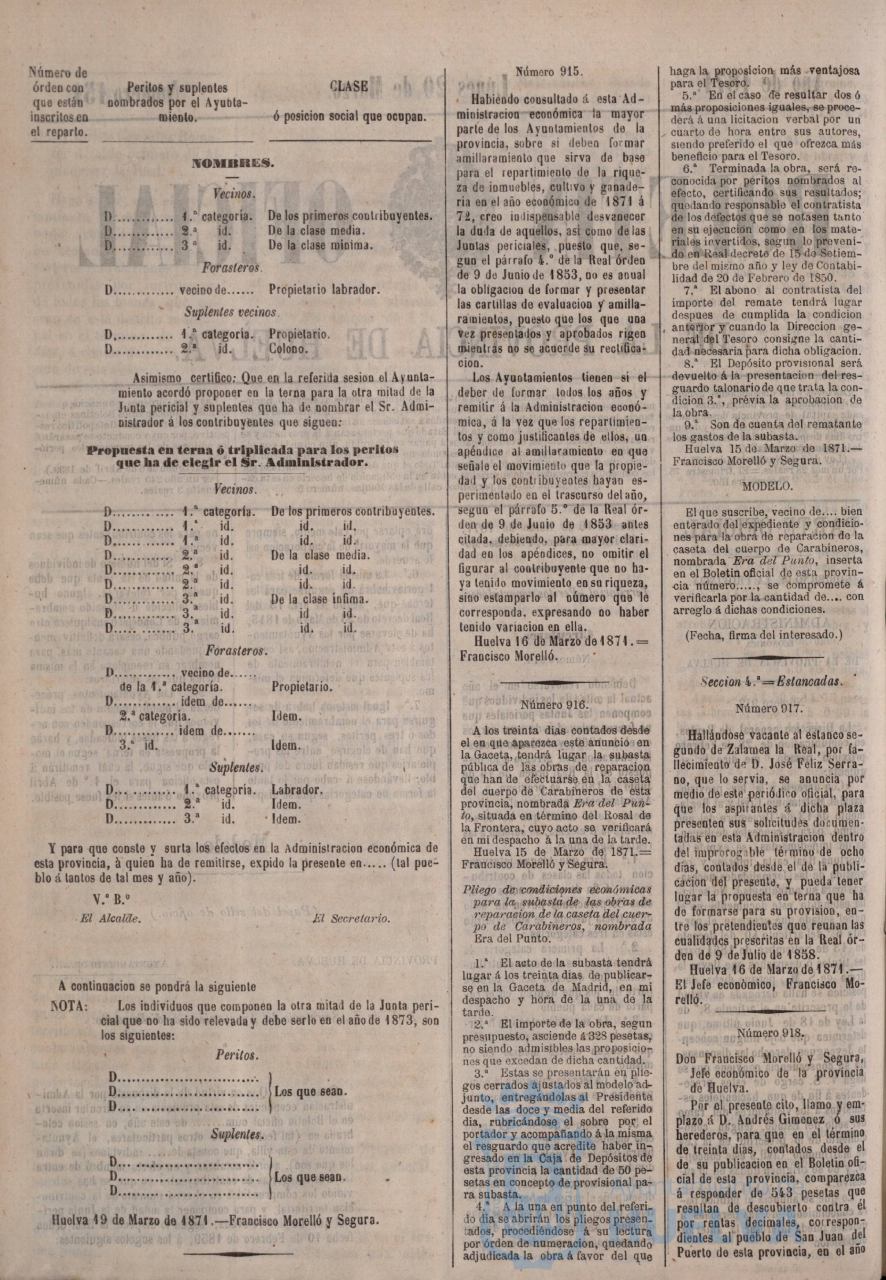 Número de
órden con
que están
inscritos en
el reparto.
Peritos y suplentes
nombrados por el Ayunta-
miento.
CLASE
ó posicion social que ocupan.
NOMBRES.
Vecinos.
D............ 1.ª categoría. De los primeros contribuyentes.
D............ 2.ª id. De la clase media.
D............ 3 ª id. De la clase mínima.
Forasteros.
D............ vecino de...... Propietario labrador.
Suplentes vecinos.
D............ 1.ª categoría. Propietario.
D............ 2.ª id. Colono.
Asimismo certifico: Que en la referida sesion el Ayunta-
miento acordó proponer en la terna para la otra mitad de la
Junta pericial y suplentes que ha de nombrar el Sr. Admi-
nistrador á los contribuyentes que siguen:
Propuesta en terna ó triplicada para los peritos
que ha de elegir el Sr. Administrador.
Vecinos.
D............ 1.ª categoría. De los primeros contribuyentes.
D............ 1.ª id. id. id.
D............ 1.ª id. id. id.
D............ 2.ª id. De la clase media.
D............ 2.ª id. id. id.
D............ 2.ª id. id. id.
D............ 3.ª id. De la clase ínfima.
D............ 3.ª id. id id.
D............ 3.ª id. id. id.
Forasteros.
D............ vecino de......
de la 1.ª categoría. Propietario.
D............ idem de.......
2.ª categoría. Idem.
D............ idem de.......
3.ª id. Idem.
Suplentes.
D............ 1.ª categoría. Labrador.
D............ 2.ª id. Idem.
D............ 3.ª id. Idem.
Y para que conste y surta los efectos en la Administracion económica de
esta provincia, à quien ha de remitirse, expido la presente en..... (tal pue-
blo á tantos de tal mes y año).
V.º B.º
El Alcalde. El Secretario.
A continuacion se pondrá la siguiente
NOTA: Los individuos que componen la otra mitad de la Junta peri-
cial que no ha sido relevada y debe serlo en el año de 1873, son
los siguientes:
Peritos.
D.........................
D......................... Los que sean.
D.........................
Suplentes.
D.........................
D......................... Los que sean.
D.........................
Huelva 19 de Marzo de 1871.—Francisco Morelló y Segura.
Número 915.
Habiendo consultado á esta Ad-
ministracion económica la mayor
parte de los Ayuntamientos de la
provincia, sobre si deben formar
amillaramiento que sirva de base
para el repartimiento de la rique-
za de inmuebles, cultivo y ganade-
ria en el año económico de 1871 á
72, creo indispensable desvanecer
la duda de aquellos, asi como de las
Juntas periciales, puesto que, se-
gun el párrafo 4.º de la Real órden
de 9 de Junio de 1853, no es anual
la obligacion de formar y presentar
las cartillas de evaluacion y amilla-
ramientos, puesto que los que una
vez presentados y aprobados rigen
mientras no se acuerde su rectifica-
cion.
Los Ayuntamientos tienen si el
deber de formar todos los años y
remitir á la Administracion econó-
mica, á la vez que los repartimien-
tos y como justificantes de ellos, un
apéndice al amillaramiento en que
señale el movimiento que la propie-
dad y los contribuyentes hayan es-
perimentado en el trascurso del año,
segun el párrafo 5.º de la Real ór-
den de 9 de Junio de 1853 antes
citada, debiendo, para mayor clari-
dad en los apéndices, no omitir el
figurar al contribuyente que no ha-
ya tenido movimiento en su riqueza,
sino estamparlo al número que le
corresponda, expresando no haber
tenido variacion en ella.
Huelva 16 de Marzo de 1871.=
Francisco Morelló.
Número 916.
A los treinta dias contados desde
el en que aparezca este anuncio en
la Gaceta, tendrá lugar la subasta
pública de las obras de reparacion
que han de efectuarse en la caseta
del cuerpo de Carabineros de esta
provincia, nombrada Era del Pun-
to, situada en término del Rosal de
la Frontera, cuyo acto se verificará
en mi despacho á la una de la tarde.
Huelva 15 de Marzo de 1871.=
Francisco Morelló y Segura.
Pliego de condiciones económicas
para la subasta de las obras de
reparacion de la caseta del cuer-
po de Carabineros, nombrada
Era del Punto.
1.ª El acto de la subasta tendrá
lugar á los treinta dias de publicar-
se en la Gaceta de Madrid, en mi
despacho y hora de la una de la
tarde.
2.ª El importe de la obra, segun
presupuesto, asciende á 328 pesetas,
no siendo admisibles las proposicio-
nes que excedan de dicha cantidad.
3.ª Estas se presentarán en plie-
gos cerrados ajustados al modelo ad-
junto, entregándolas al Presidente
desde las doce y media del referido
dia, rubricándose el sobre por el
portador y acompañando á la misma
el resguardo que acredite haber in-
gresado en la Caja de Depósitos de
esta provincia la cantidad de 50 pe-
setas en concepto de provisional pa-
ra subasta.
4.ª A la una en punto del referi-
do dia se abrirán los pliegos presen-
tados, procediéndose á su lectura
por órden de numeracion, quedando
adjudicada la obra á favor del que
haga la proposicion más ventajosa
para el Tesoro.
5.ª En el caso de resultar dos ó
más proposiciones iguales, se proce-
derá á una licitacion verbal por un
cuarto de hora entre sus autores,
siendo preferido el que ofrezca más
beneficio para el Tesoro.
6.ª Terminada la obra, será re-
conocida por peritos nombrados al
efecto, certificando sus resultados;
quedando responsable el contratista
de los defectos que se notasen tanto
en su ejecucion como en los mate-
riales invertidos, segun lo preveni-
do en Real decreto de 15 de Setiem-
bre del mismo año y ley de Contabi-
lidad de 20 de Febrero de 1850.
7.ª El abono al contratista del
importe del remate tendrá lugar
despues de cumplida la condicion
anterior y cuando la Direccion ge-
neral del Tesoro consigne la canti-
dad necesaria para dicha obligacion.
8.ª El Depósito provisional será
devuelto á la presentacion del res-
guardo talonario de que trata la con-
dicion 3.ª, prévia la aprobacion de
la obra.
9.ª Son de cuenta del rematante
los gastos de la subasta.
Huelva 15 de Marzo de 1871.—
Francisco Morelló y Segura.
MODELO.
El que suscribe, vecino de.... bien
enterado del expediente y condicio-
nes para la obra de reparacion de la
caseta del cuerpo de Carabineros,
nombrada Era del Punto, inserta
en el Boletin oficial de esta provin-
cia número....., se compromete á
verificarla por la cantidad de.... con
arreglo á dichas condiciones.
(Fecha, firma del interesado.)
Seccion 4.ª=Estancadas.
Número 917.
Hallándose vacante al estanco se-
gundo de Zalamea la Real, por fa-
llecimiento de D. José Feliz Serra-
no, que lo servia, se anuncia por
medio de este periódico oficial, para
que los aspirantes á dicha plaza
presenten sus solicitudes documen-
tadas en esta Administracion dentro
del improrogable término de ocho
dias, contados desde el de la publi-
cacion del presente, y pueda tener
lugar la propuesta en terna que ha
de formarse para su provision, en-
tre los pretendientes que reunan las
cualidades prescritas en la Real ór-
den de 9 de Julio de 1858.
Huelva 16 de Marzo de 1871.—
El Jefe económico, Francisco Mo-
relló.
Número 918.
Don Francisco Morelló y Segura,
Jefe económico de la provincia
de Huelva.
Por el presente cito, llamo y em-
plazo á D. Andrés Gimenez ó sus
herederos, para que en el término
de treinta dias, contados desde el
de su publicacion en el Boletin ofi-
cial de esta provincia, comparezca
á responder de 543 pesetas que
resultan de descubierto contra él
por rentas decimales, correspon-
dientes al pueblo de San Juan del
Puerto de esta provincia, en el año